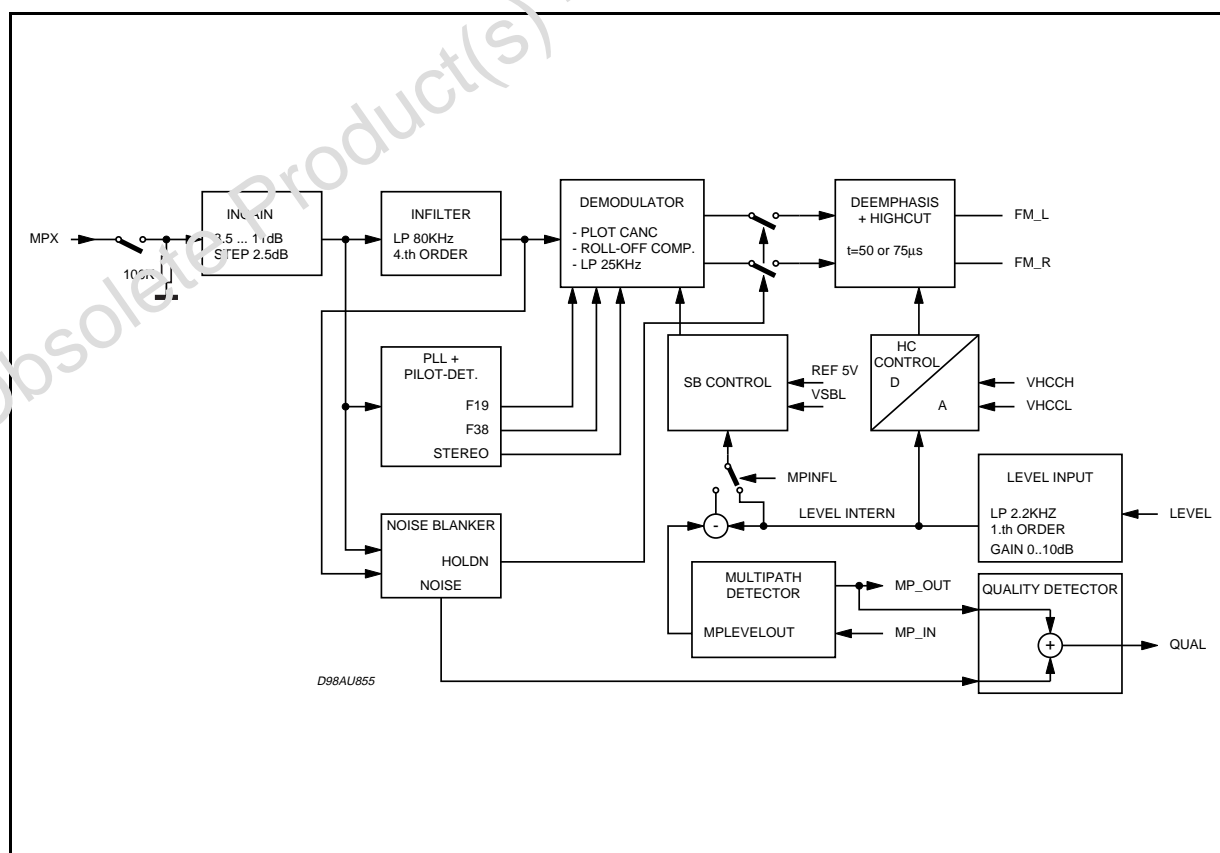 Obsolete Product(s)
MPX
100K
INGAIN
3.5 ... 11dB
STEP 2.5dB
INFILTER
LP 80KHz
4.th ORDER
DEMODULATOR
- PLOT CANC
- ROLL-OFF COMP.
- LP 25KHz
DEEMPHASIS
+ HIGHCUT
t=50 or 75μs
FM_L
FM_R
PLL +
PILOT-DET.
F19
F38
STEREO
SB CONTROL
REF 5V
VSBL
HC
CONTROL
D
A
VHCCH
VHCCL
MPINFL
LEVEL INTERN
-
LEVEL INPUT
LP 2.2KHZ
1.th ORDER
GAIN 0..10dB
LEVEL
NOISE BLANKER
HOLDN
NOISE
MULTIPATH
DETECTOR
MPLEVELOUT
MP_OUT
MP_IN
QUALITY DETECTOR
+
QUAL
D98AU855